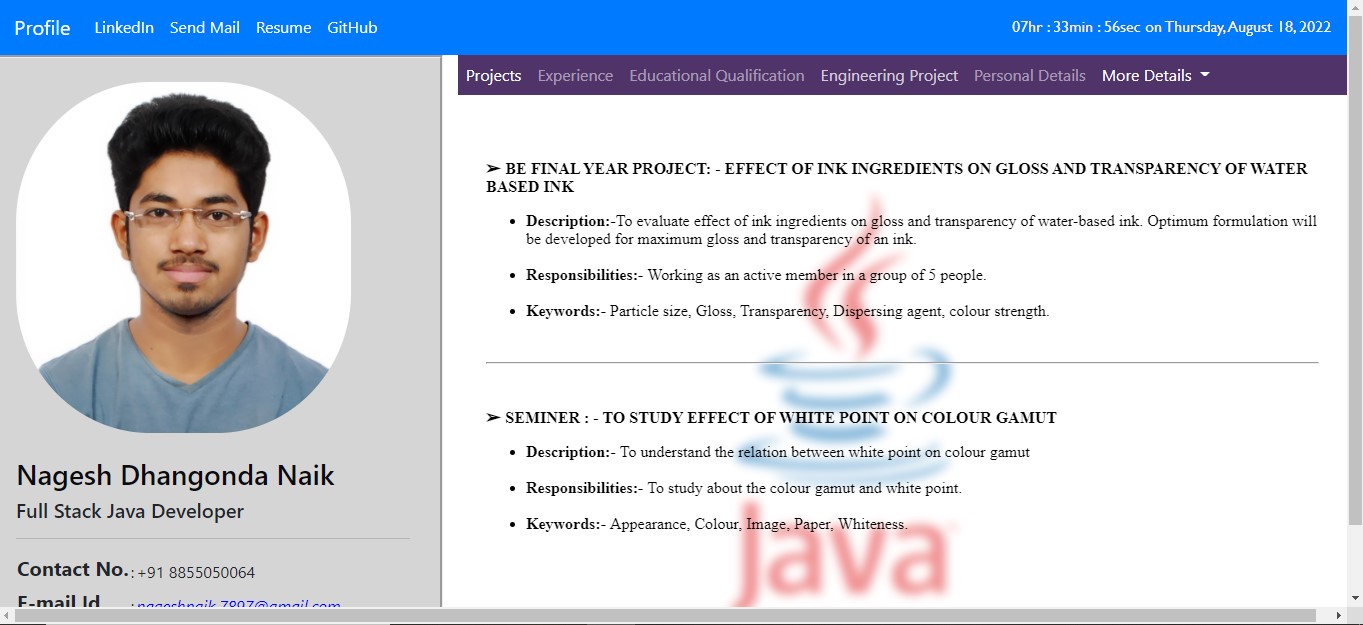 Profile LinkedIn Send Mail Resume GitHub 07hr : 33min : 56sec on Thursday,August 18, 2022
Projects Experience Educational Qualification Engineering Project Personal Details More Details
Nagesh Dhangonda Naik
Full Stack Java Developer
Contact No. : +91 8855050064
E-mail Id : nageshnaik.7897@gmail.com
➢ BE FINAL YEAR PROJECT: - EFFECT OF INK INGREDIENTS ON GLOSS AND TRANSPARENCY OF WATER
BASED INK
• Description:-To evaluate effect of ink ingredients on gloss and transparency of water-based ink. Optimum formulation will
be developed for maximum gloss and transparency of an ink.
• Responsibilities:- Working as an active member in a group of 5 people.
• Keywords:- Particle size, Gloss, Transparency, Dispersing agent, colour strength.
➢ SEMINER : - TO STUDY EFFECT OF WHITE POINT ON COLOUR GAMUT
• Description:- To understand the relation between white point on colour gamut
• Responsibilities:- To study about the colour gamut and white point.
• Keywords:- Appearance, Colour, Image, Paper, Whiteness.
Java